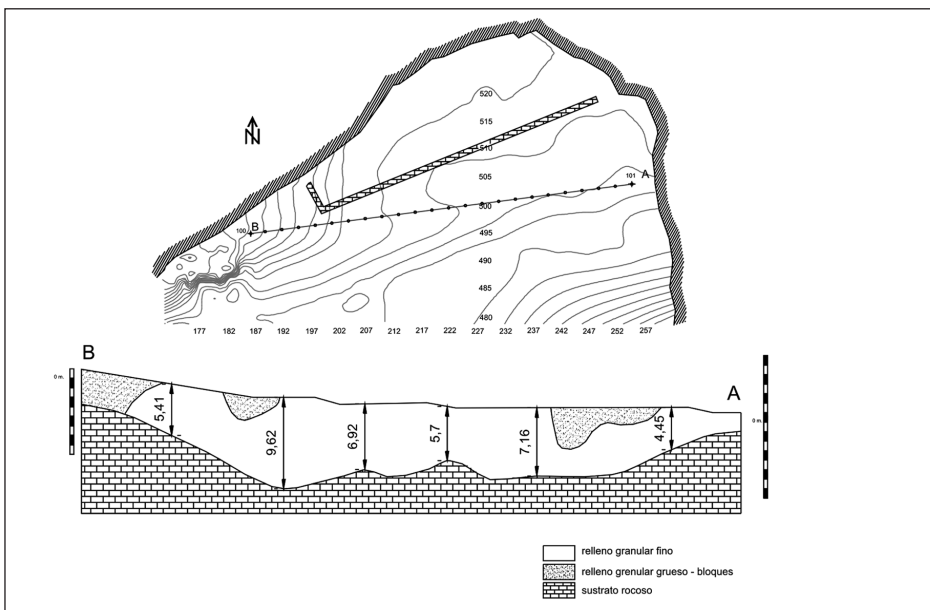 520
515
N
510
101 A
505
500
B
100
495
490
485
480
177 182 187 192 197 202 207 212 217 222 227 232 237 242 247 252 257
B
A
0 m.
0 m.
5,41
9,62
6,92
5,7
7,16
4,45
relleno granular fino
relleno grenular grueso - bloques
sustrato rocoso